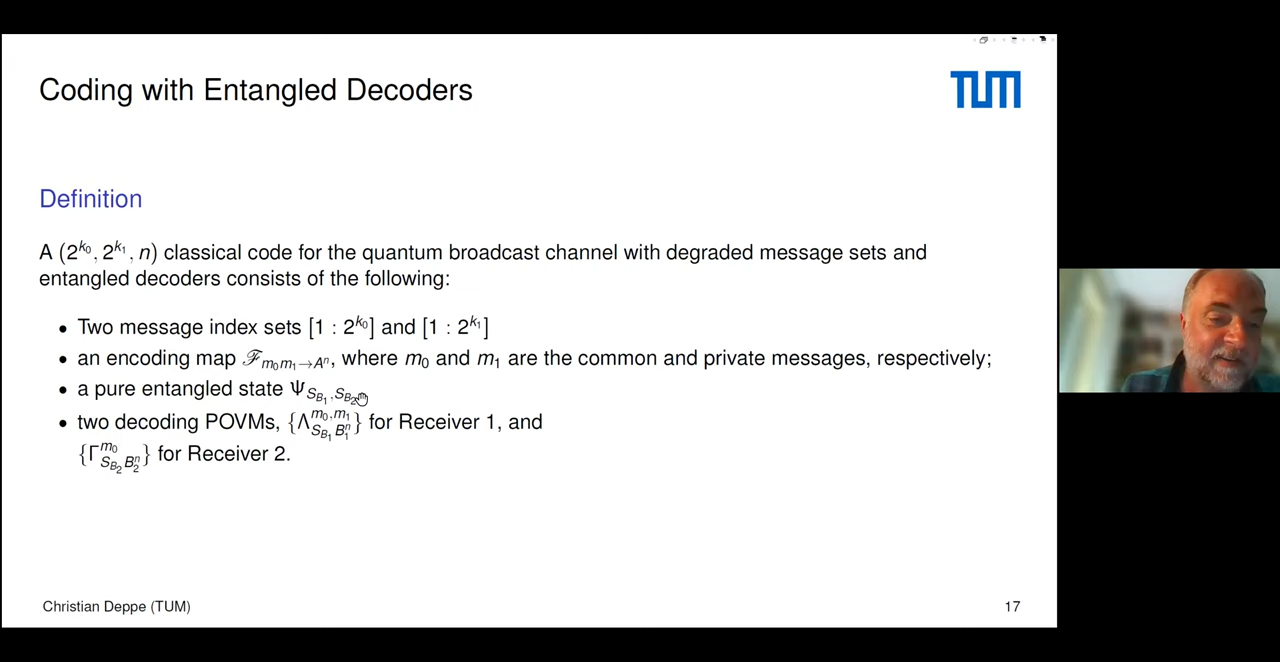 Coding with Entangled Decoders
TUM
Definition
A (2^{k_0}, 2^{k_1}, n) classical code for the quantum broadcast channel with degraded message sets and
entangled decoders consists of the following:
• Two message index sets [1 : 2^{k_0}] and [1 : 2^{k_1}]
• an encoding map ℱ_{m_0 m_1→A^n}, where m_0 and m_1 are the common and private messages, respectively;
• a pure entangled state Ψ_{S_{B_1},S_{B_2}}
• two decoding POVMs, {Λ^{m_0,m_1}_{S_{B_1} B_1^n}} for Receiver 1, and
{Γ^{m_0}_{S_{B_2} B_2^n}} for Receiver 2.
Christian Deppe (TUM)
17